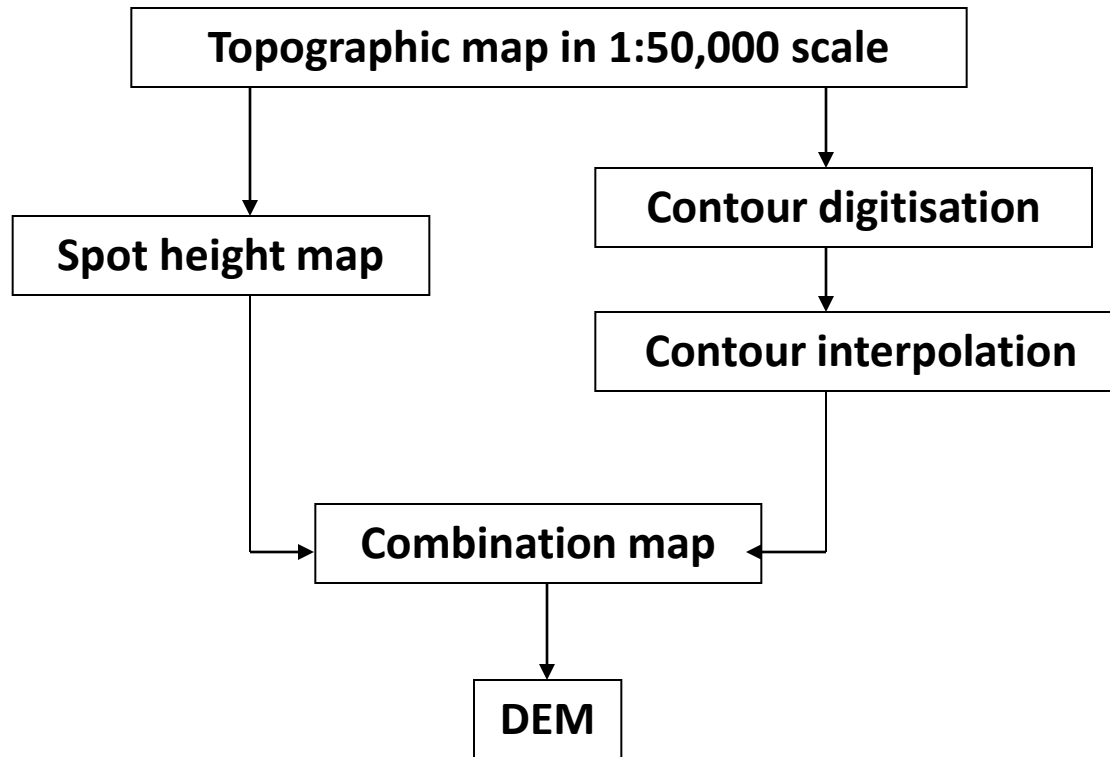 Topographic map in 1:50,000 scale
Contour digitisation
Spot height map
Contour interpolation
Combination map
DEM